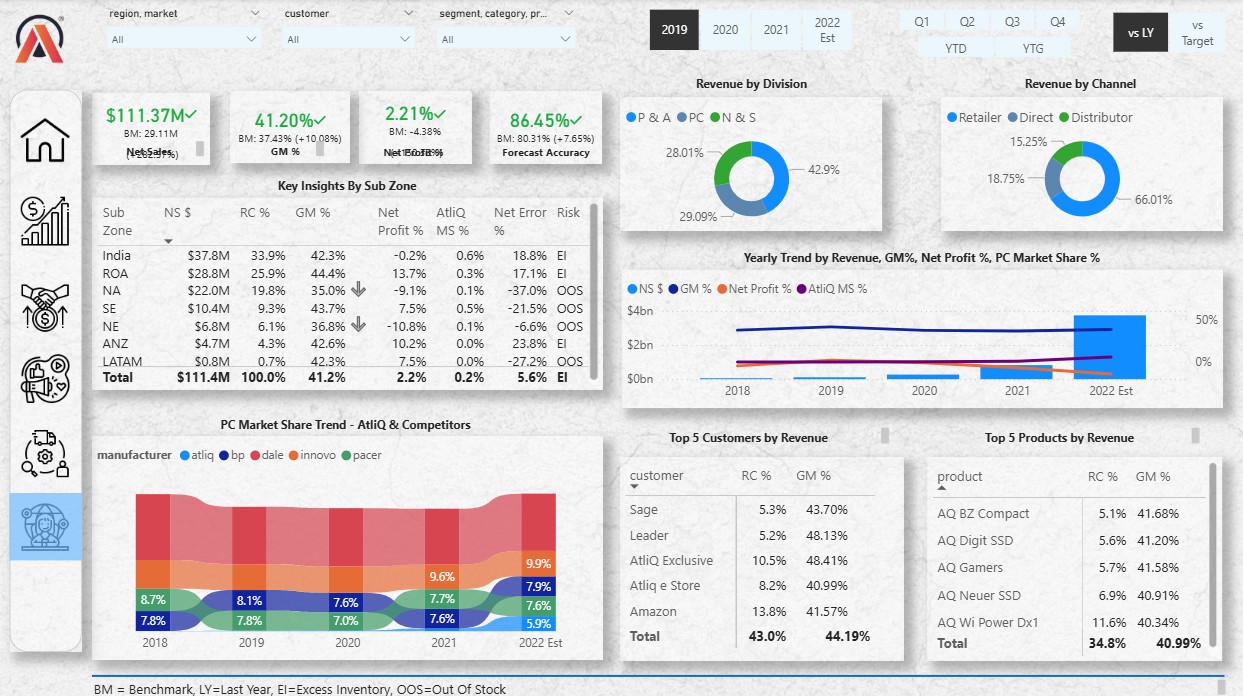 region, market
customer
segment, category, pr...
All
All
All
2019
2020
2021
2022 Est
Q1
Q2
Q3
Q4
YTD
YTG
vs LY
vs Target
$111.37M
BM: 29.11M
Net Sales
41.20%
BM: 37.43% (+10.08%)
GM %
2.21%
BM: -4.38%
Net Profit %
86.45%
BM: 80.31% (+7.65%)
Forecast Accuracy
Revenue by Division
P & A PC N & S
28.01%
42.9%
29.09%
Revenue by Channel
Retailer Direct Distributor
15.25%
18.75%
66.01%
Key Insights By Sub Zone
Sub Zone NS $ RC % GM % Net Profit % AtliQ MS % Net Error % Risk
India $37.8M 33.9% 42.3% -0.2% 0.6% 18.8% EI
ROA $28.8M 25.9% 44.4% 13.7% 0.3% 17.1% EI
NA $22.0M 19.8% 35.0% -9.1% 0.1% -37.0% OOS
SE $10.4M 9.3% 43.7% 7.5% 0.5% -21.5% OOS
NE $6.8M 6.1% 36.8% -10.8% 0.1% -6.6% OOS
ANZ $4.7M 4.3% 42.6% 10.2% 0.0% 23.8% EI
LATAM $0.8M 0.7% 42.3% 7.5% 0.0% -27.2% OOS
Total $111.4M 100.0% 41.2% 2.2% 0.2% 5.6% EI
Yearly Trend by Revenue, GM%, Net Profit %, PC Market Share %
NS $ GM % Net Profit % AtliQ MS %
$4bn
$2bn
$0bn
50%
0%
2018 2019 2020 2021 2022 Est
PC Market Share Trend - AtliQ & Competitors
manufacturer atliq bp dale innovo pacer
8.7%
7.8%
8.1%
7.8%
7.6%
7.0%
9.6%
7.7%
7.6%
9.9%
7.9%
7.6%
5.9%
2018 2019 2020 2021 2022 Est
Top 5 Customers by Revenue
customer RC % GM %
Sage 5.3% 43.70%
Leader 5.2% 48.13%
AtliQ Exclusive 10.5% 48.41%
Atliq e Store 8.2% 40.99%
Amazon 13.8% 41.57%
Total 43.0% 44.19%
Top 5 Products by Revenue
product RC % GM %
AQ BZ Compact 5.1% 41.68%
AQ Digit SSD 5.6% 41.20%
AQ Gamers 5.7% 41.58%
AQ Neuer SSD 6.9% 40.91%
AQ Wi Power Dx1 11.6% 40.34%
Total 34.8% 40.99%
BM = Benchmark, LY=Last Year, EI=Excess Inventory, OOS=Out Of Stock